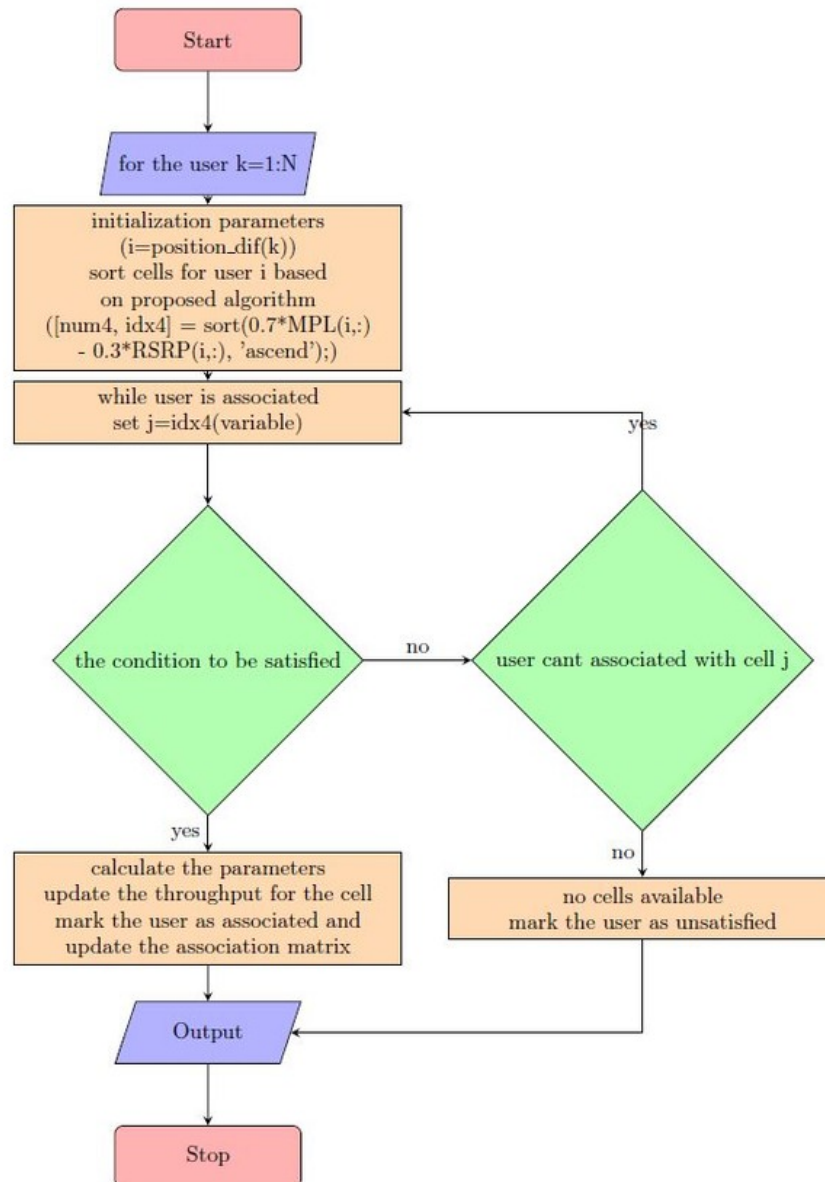 Start
for the user k=1:N
initialization parameters
(i=position_dif(k))
sort cells for user i based
on proposed algorithm
([num4, idx4] = sort(0.7*MPL(i,:)
- 0.3*RSRP(i,:), 'ascend');)
while user is associated
set j=idx4(variable)
yes
the condition to be satisfied
no
user cant associated with cell j
yes
no
calculate the parameters
update the throughput for the cell
mark the user as associated and
update the association matrix
no cells available
mark the user as unsatisfied
Output
Stop